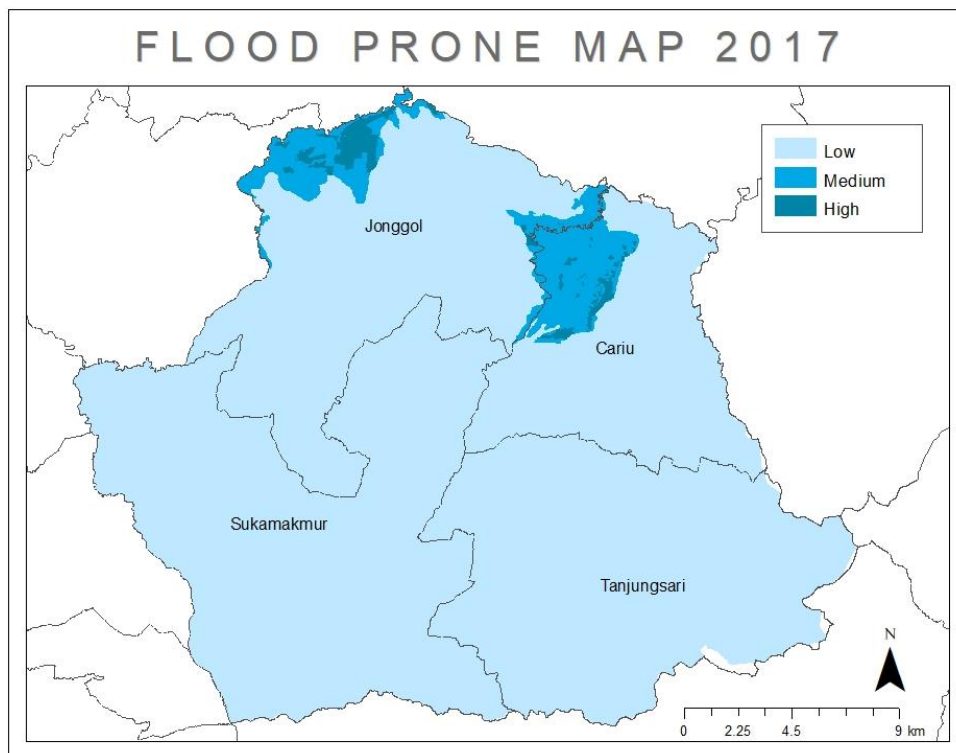 FLOOD PRONE MAP 2017
Low
Medium
High
Jonggol
Cariu
Sukamakmur
Tanjungsari
N
0 2.25 4.5 9 km